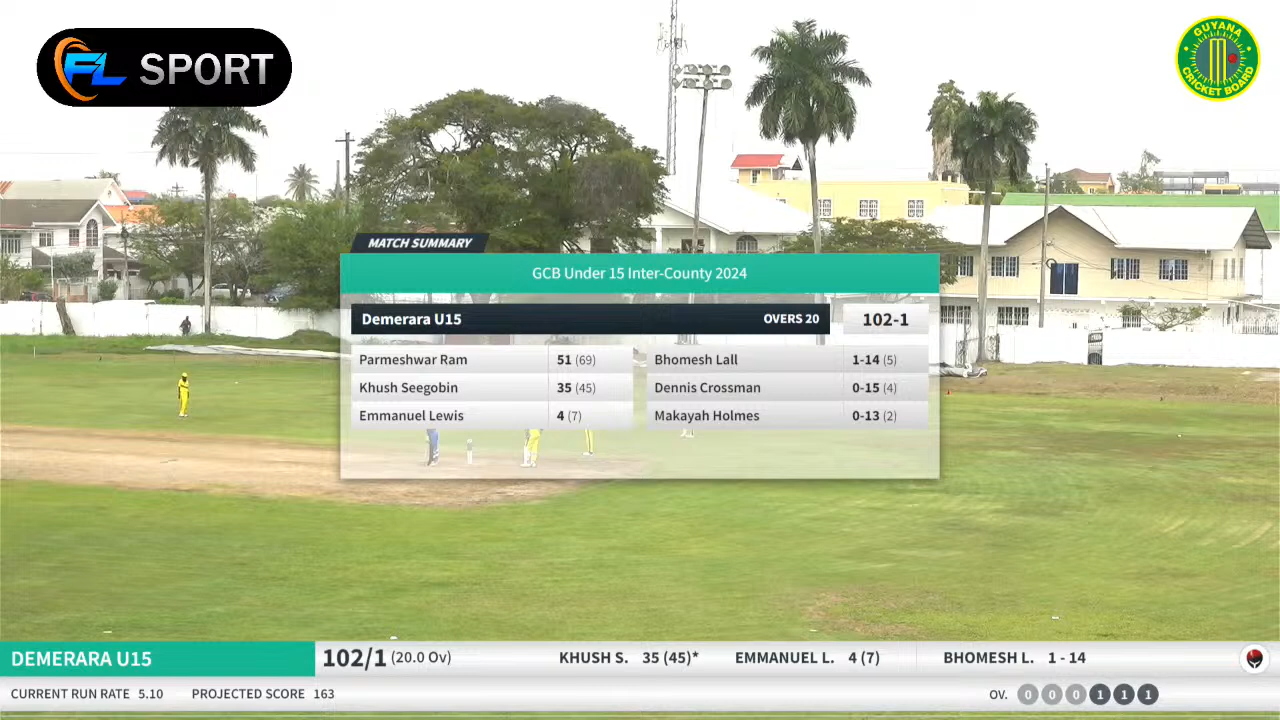 FL SPORT
GUYANA
CRICKET BOARD
MATCH SUMMARY
GCB Under 15 Inter-County 2024
Demerara U15 OVERS 20 102-1
Parmeshwar Ram 51 (69) Bhomesh Lall 1-14 (5)
Khush Seegobin 35 (45) Dennis Crossman 0-15 (4)
Emmanuel Lewis 4 (7) Makayah Holmes 0-13 (2)
DEMERARA U15 102/1 (20.0 Ov) KHUSH S. 35 (45)* EMMANUEL L. 4 (7) BHOMESH L. 1 - 14
CURRENT RUN RATE 5.10 PROJECTED SCORE 163 OV. 0 0 0 1 1 1